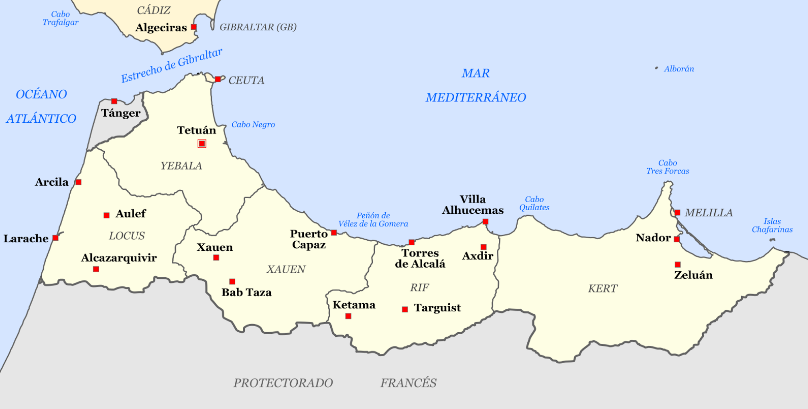 CÁDIZ
Cabo
Trafalgar
Algeciras
GIBRALTAR (GB)
Estrecho de Gibraltar
CEUTA
MAR
MEDITERRÁNEO
Alborán
OCÉANO
ATLÁNTICO
Tánger
Tetuán
Cabo Negro
YEBALA
Cabo
Tres Forcas
Arcila
Aulef
Larache
LOCUS
Alcazarquivir
Xauen
Bab Taza
XAUEN
Puerto
Capaz
Peñón de
Vélez de la Gomera
Villa
Alhucemas
Cabo
Quilates
Torres
de Alcalá
Axdir
RIF
Ketama
Targuist
MELILLA
Islas
Chafarinas
Nador
Zeluán
KERT
PROTECTORADO FRANCÉS